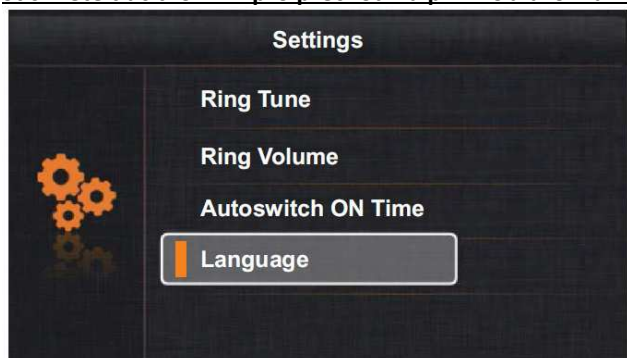 Settings
Ring Tune
Ring Volume
Autoswitch ON Time
Language